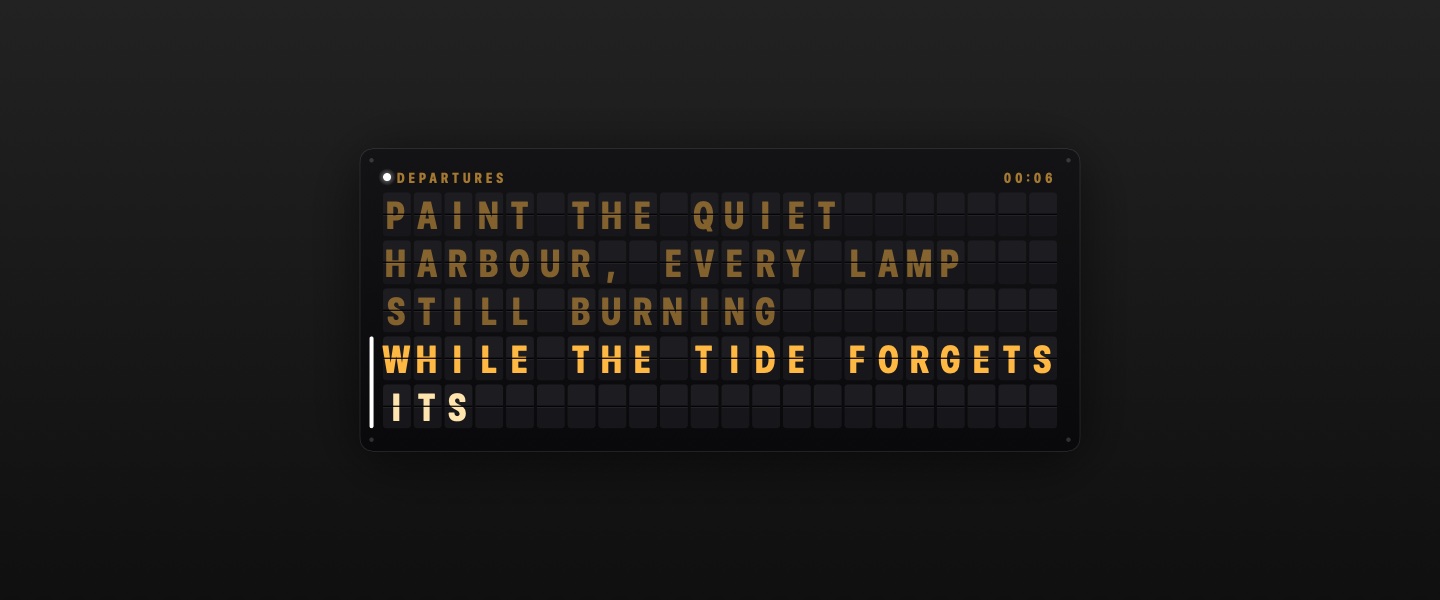 DEPARTURES 00:06
PAINT THE QUIET
HARBOUR, EVERY LAMP
STILL BURNING
WHILE THE TIDE FORGETS
ITS